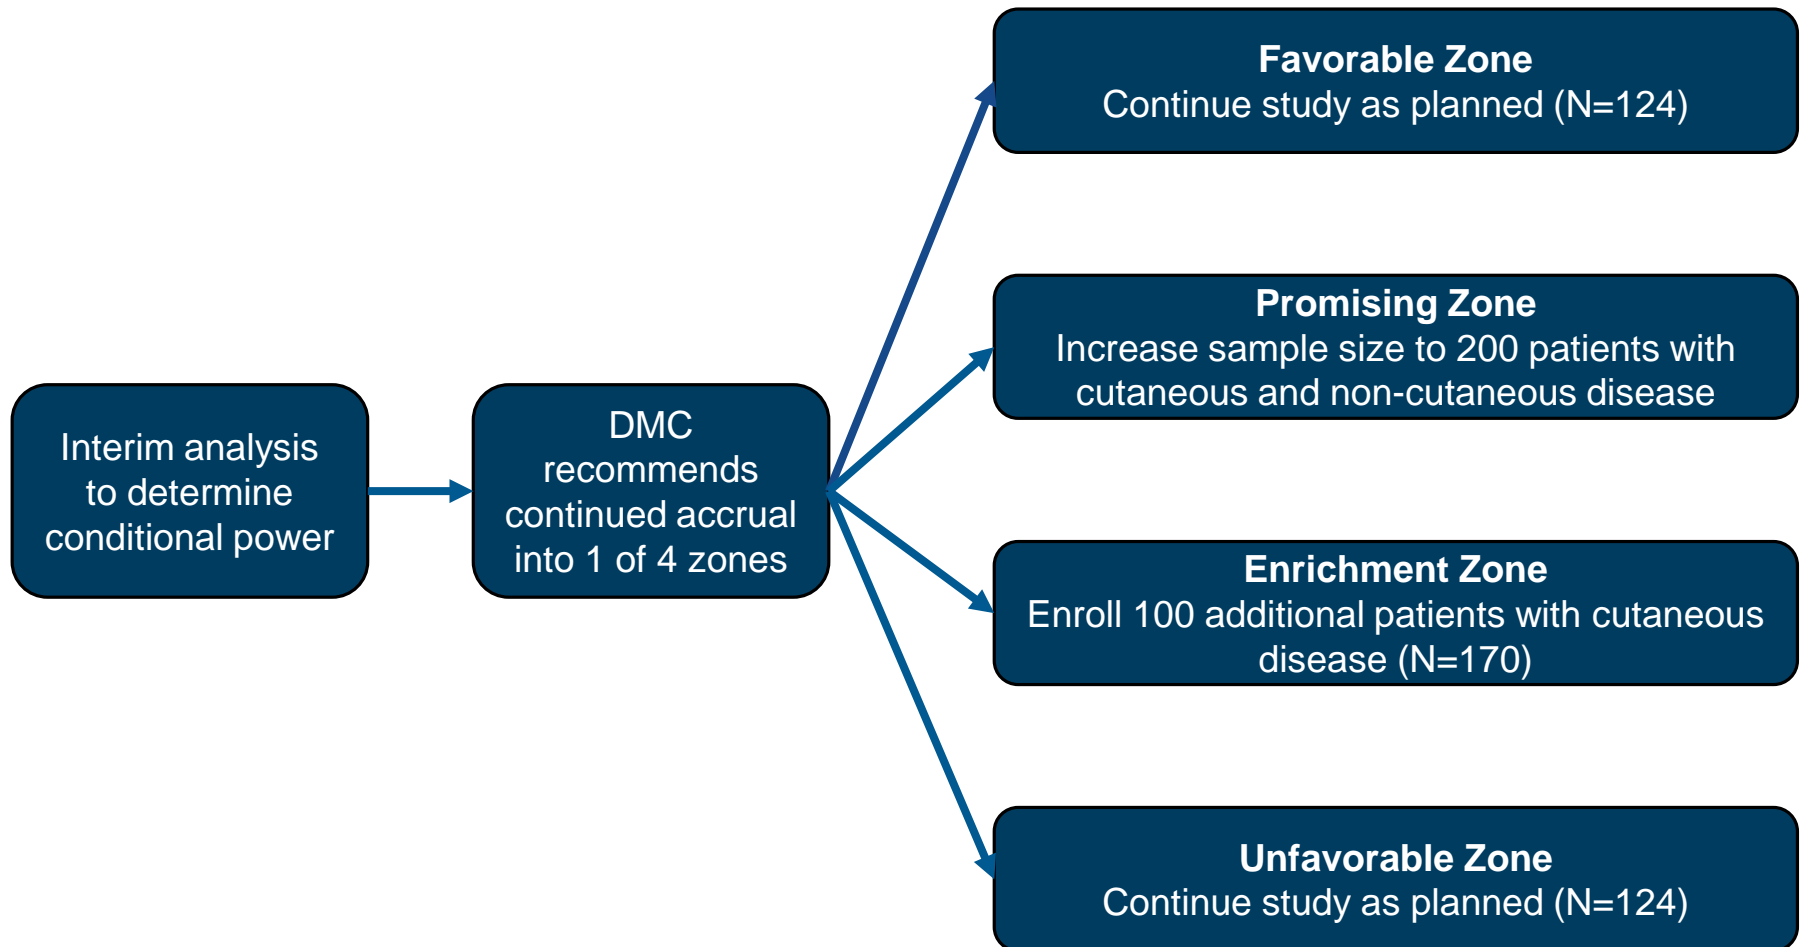 Interim analysis
to determine
conditional power
DMC
recommends
continued accrual
into 1 of 4 zones
Favorable Zone
Continue study as planned (N=124)
Promising Zone
Increase sample size to 200 patients with
cutaneous and non-cutaneous disease
Enrichment Zone
Enroll 100 additional patients with cutaneous
disease (N=170)
Unfavorable Zone
Continue study as planned (N=124)